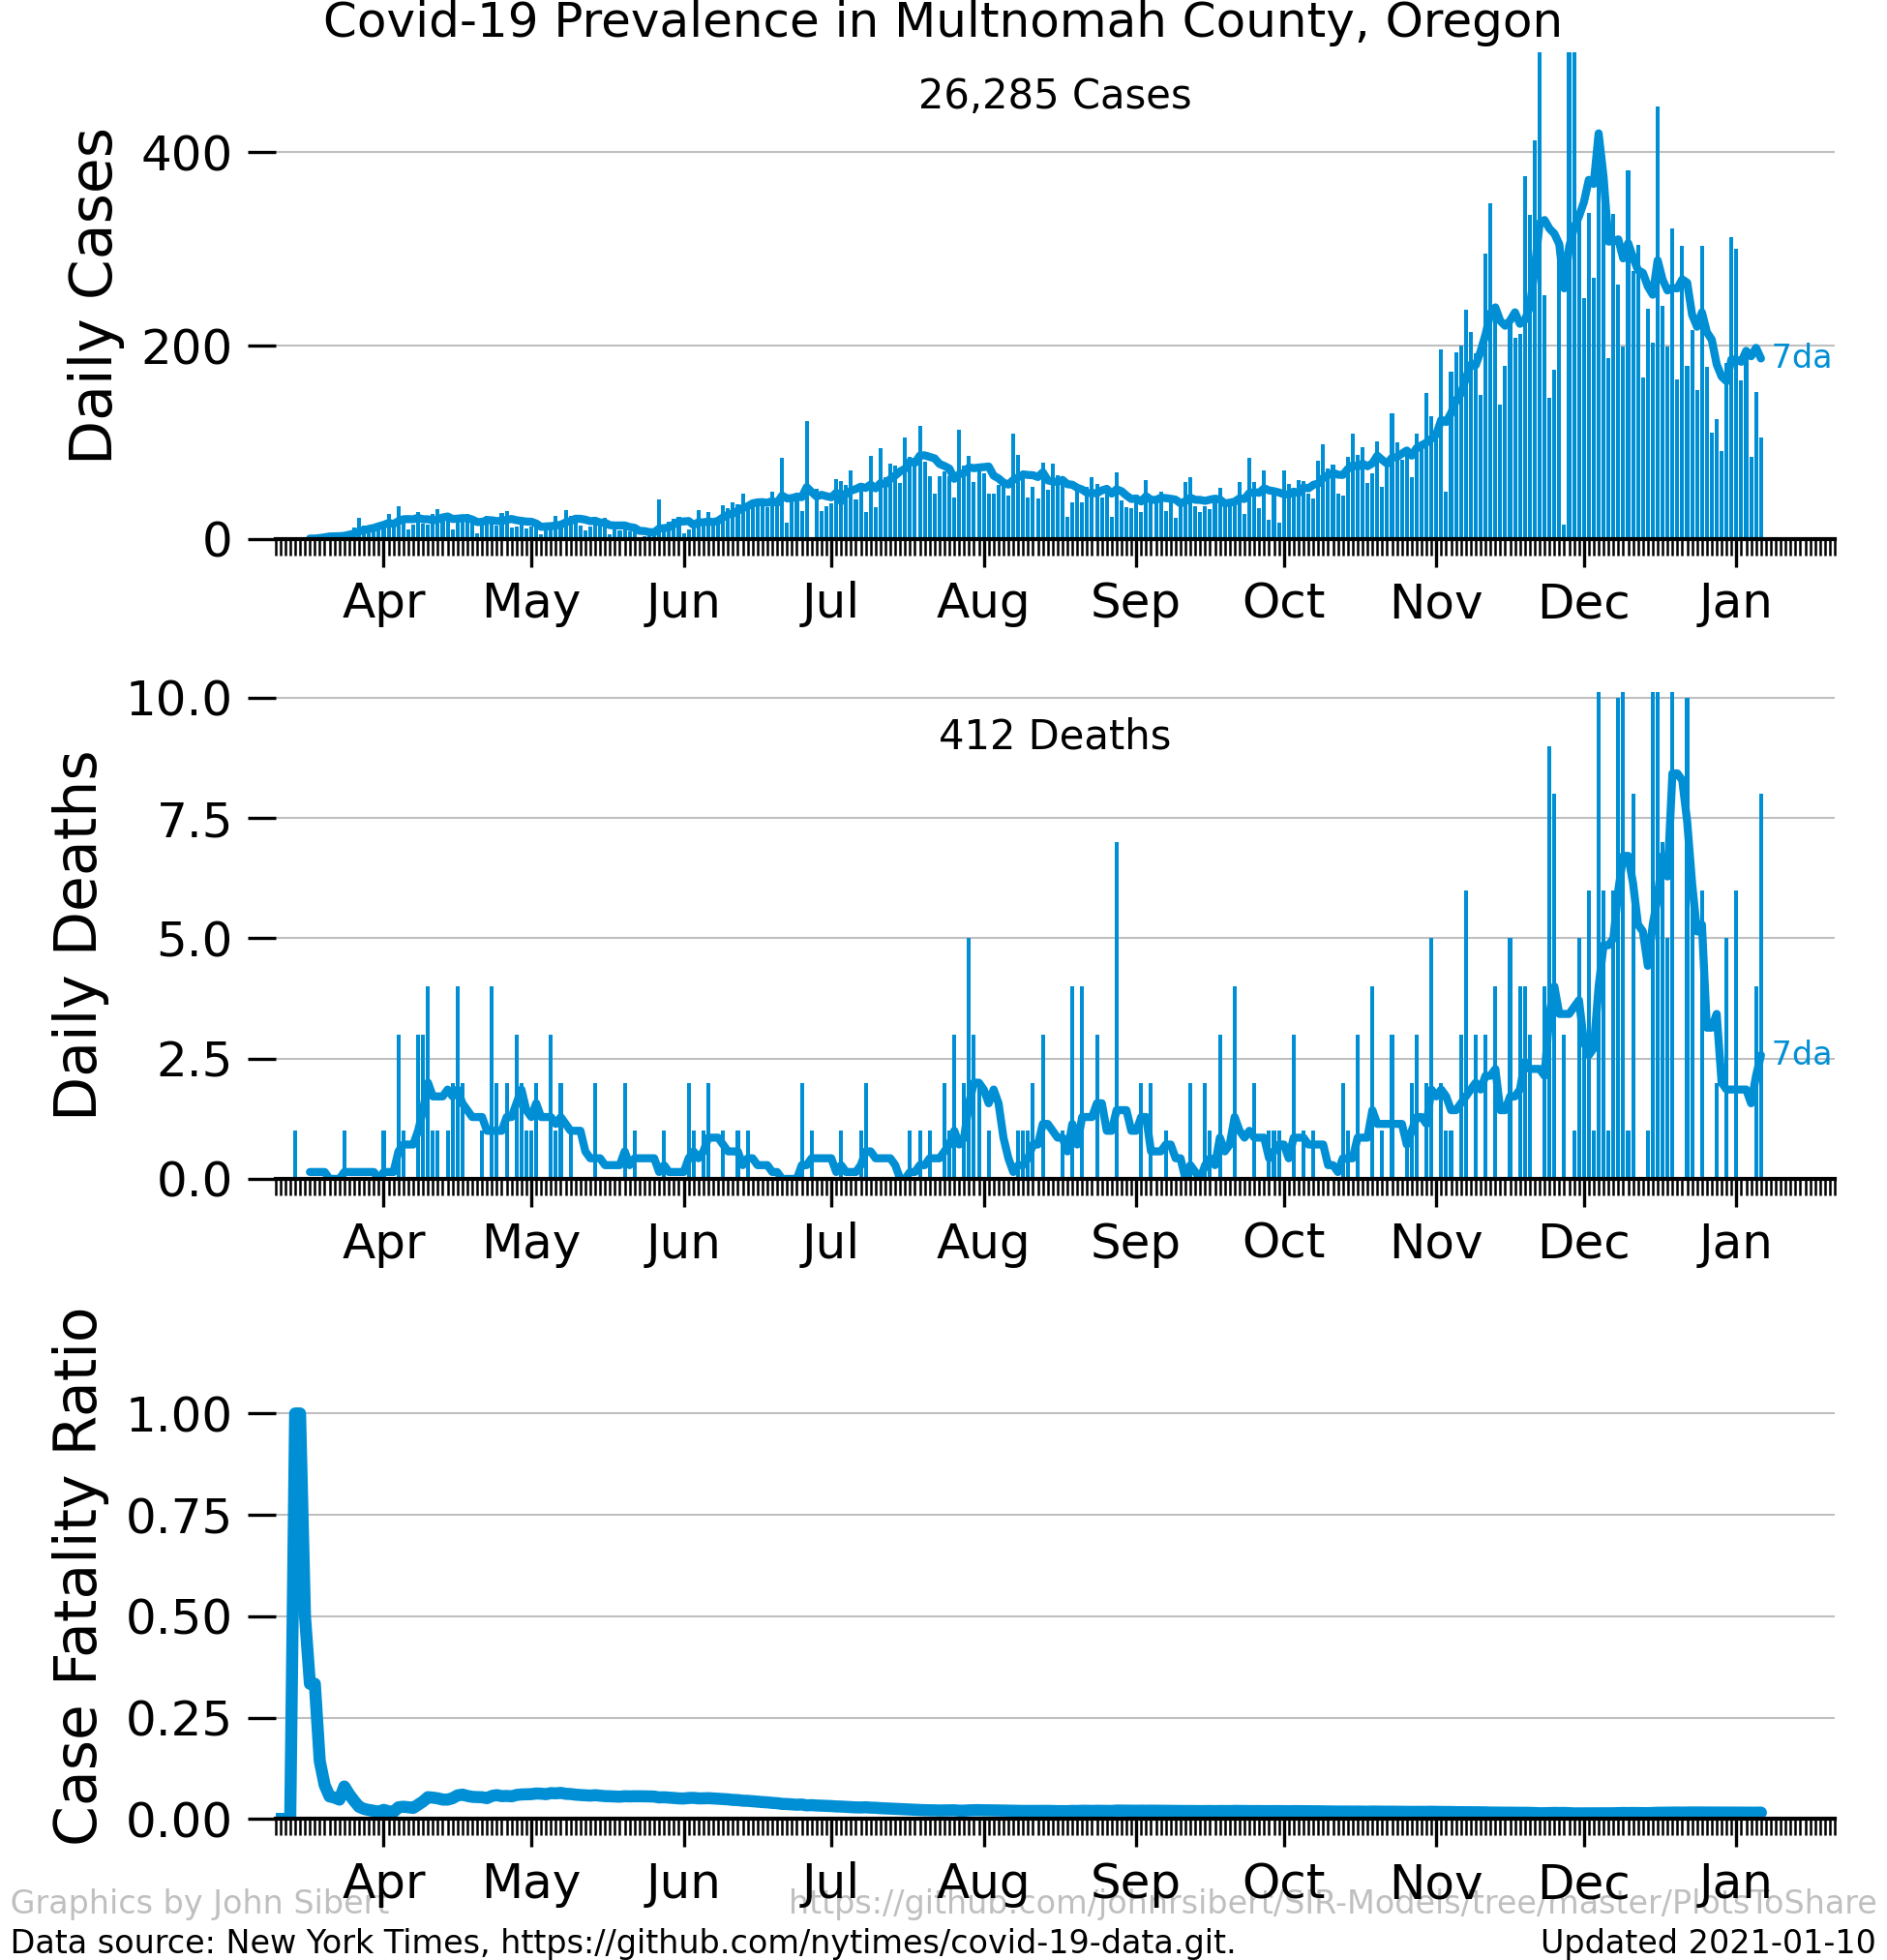 Covid-19 Prevalence in Multnomah County, Oregon
26,285 Cases
Daily Cases
400
200
0
7da
Apr May Jun Jul Aug Sep Oct Nov Dec Jan
412 Deaths
Daily Deaths
10.0
7.5
5.0
2.5
0.0
7da
Apr May Jun Jul Aug Sep Oct Nov Dec Jan
Case Fatality Ratio
1.00
0.75
0.50
0.25
0.00
Apr May Jun Jul Aug Sep Oct Nov Dec Jan
Graphics by John Sibert https://github.com/johnrsibert/SIR-Models/tree/master/PlotsToShare
Data source: New York Times, https://github.com/nytimes/covid-19-data.git. Updated 2021-01-10